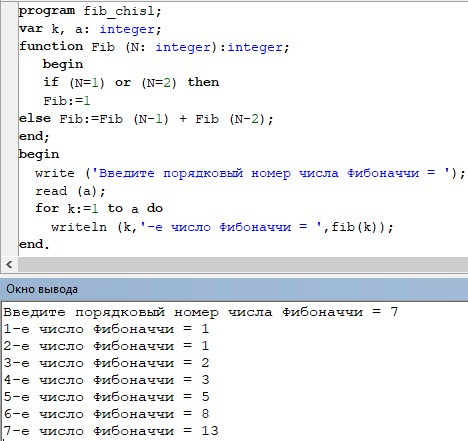 program fib_chisl;
var k, a: integer;
function Fib (N: integer):integer;
begin
if (N=1) or (N=2) then
Fib:=1
else Fib:=Fib (N-1) + Fib (N-2);
end;
begin
write ('Введите порядковый номер числа Фибоначчи = ');
read (a);
for k:=1 to a do
writeln (k,'-е число Фибоначчи = ',fib(k));
end.
Окно вывода
Введите порядковый номер числа Фибоначчи = 7
1-е число Фибоначчи = 1
2-е число Фибоначчи = 1
3-е число Фибоначчи = 2
4-е число Фибоначчи = 3
5-е число Фибоначчи = 5
6-е число Фибоначчи = 8
7-е число Фибоначчи = 13